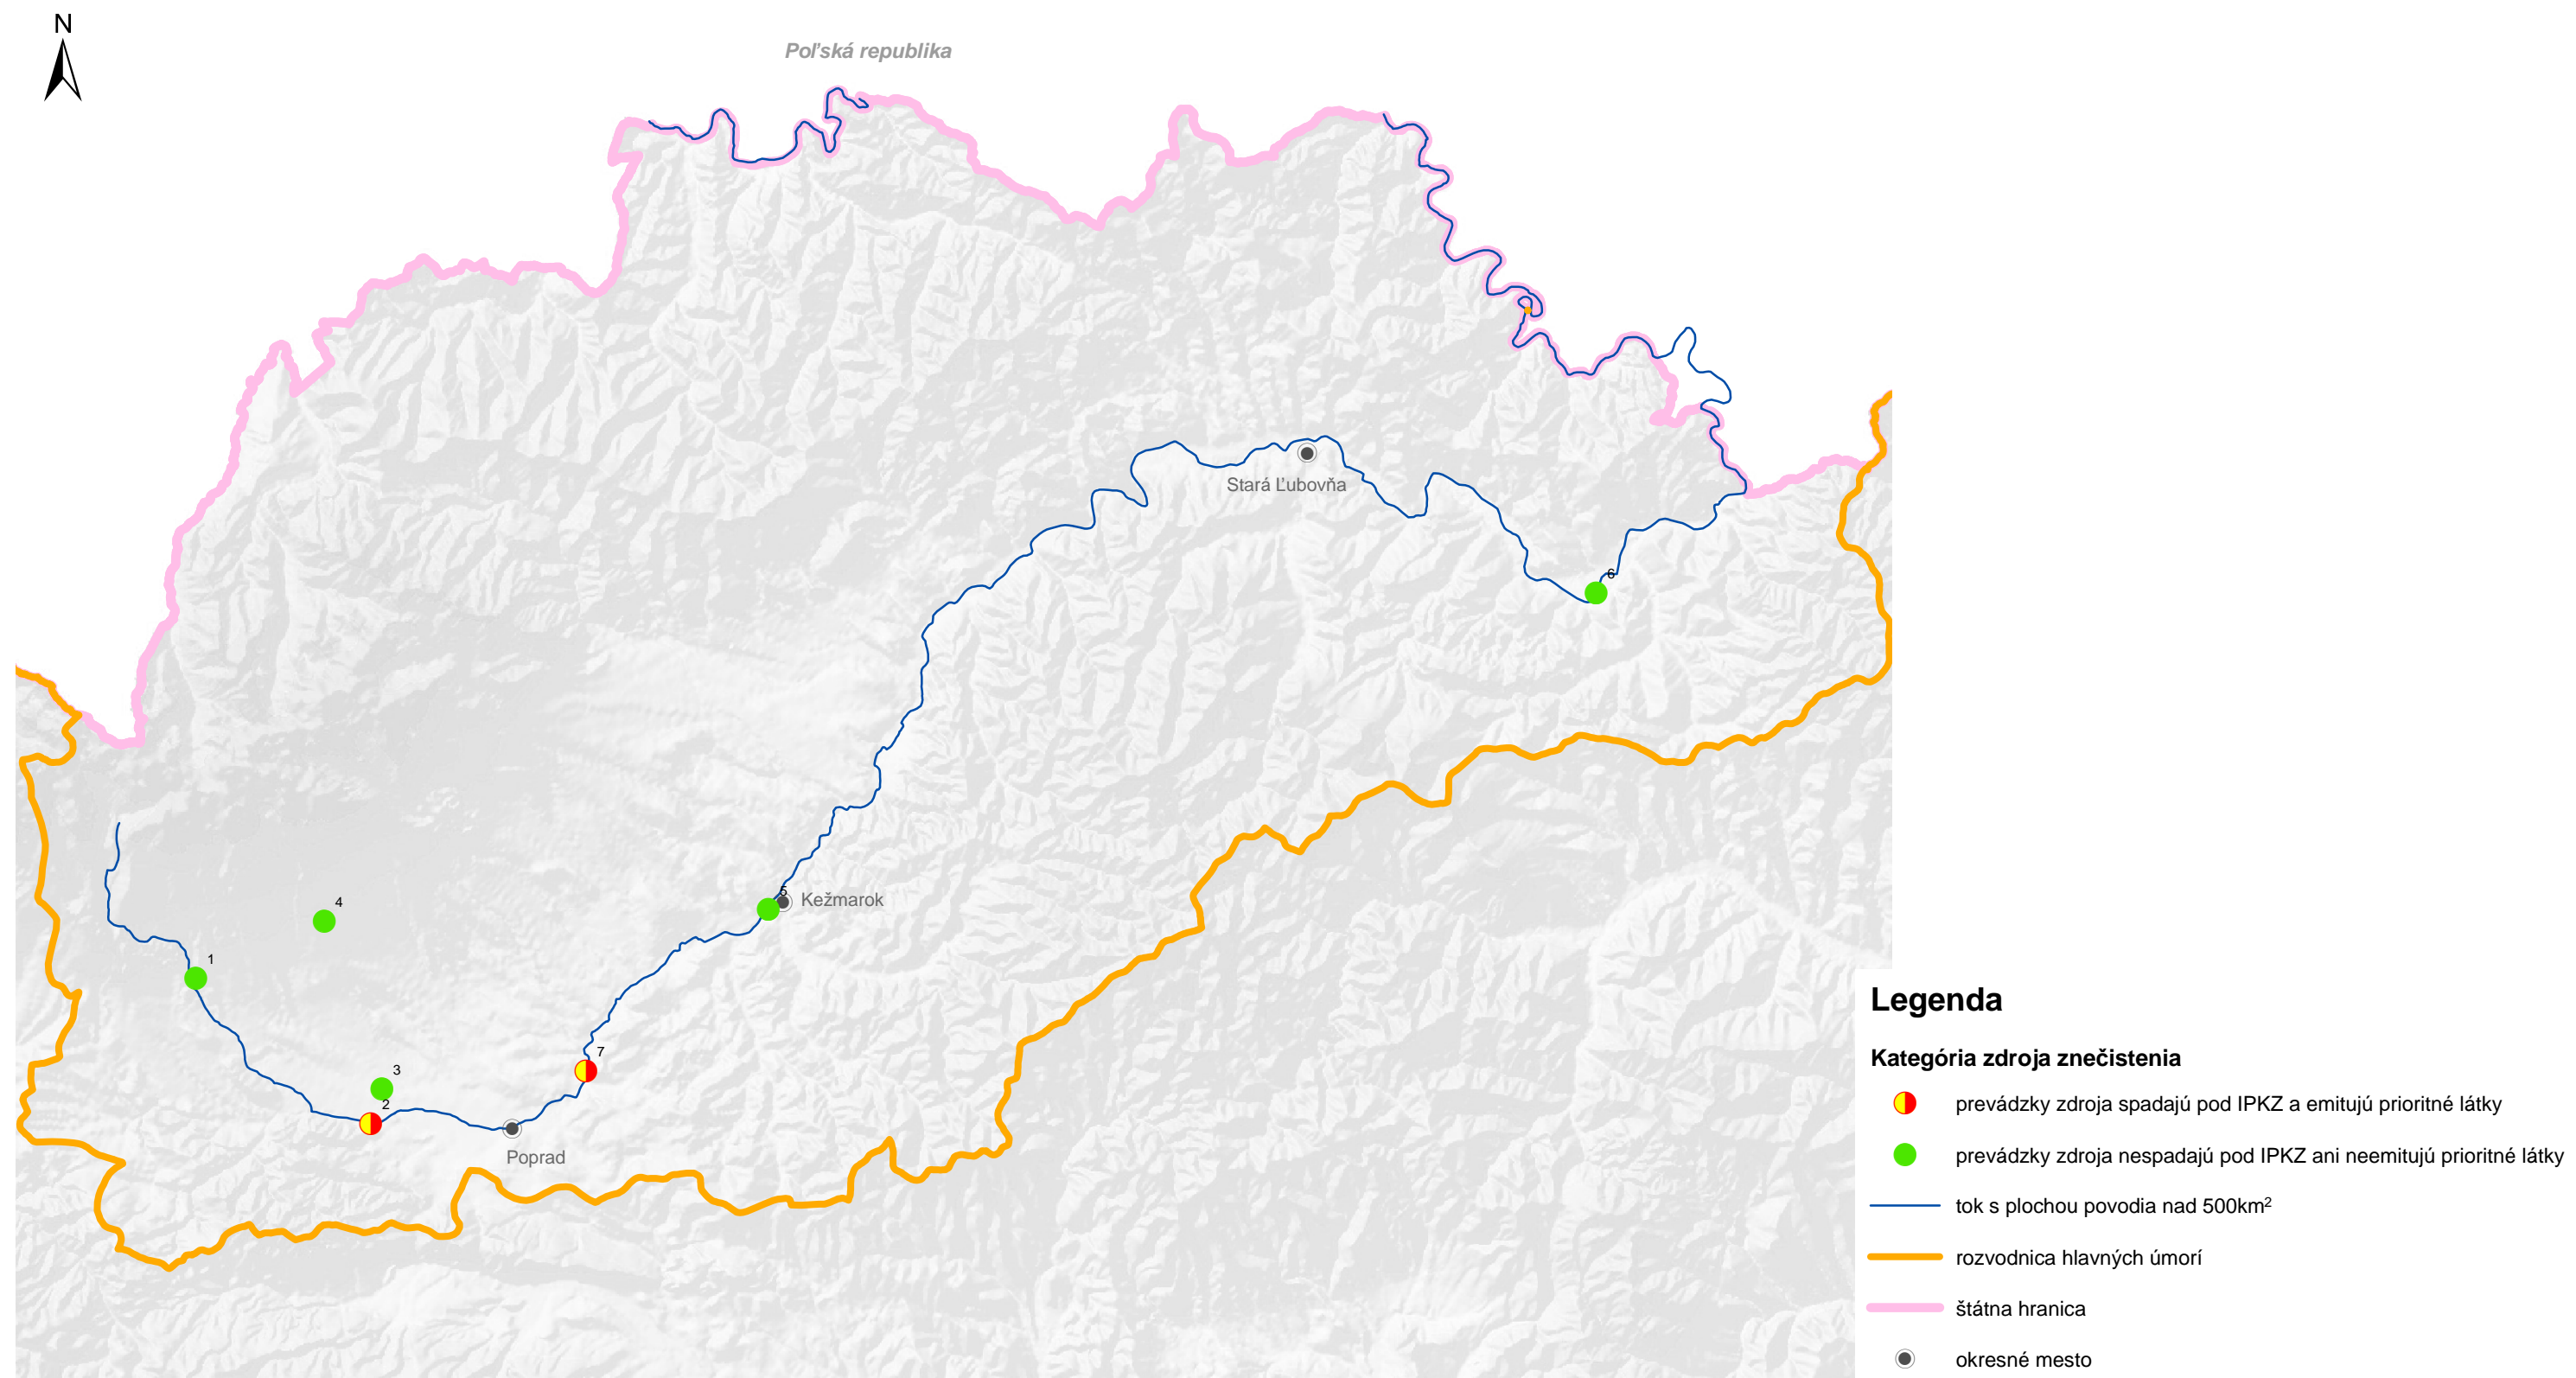 N
Poľská republika
Stará Ľubovňa
6
5
Kežmarok
4
1
7
3
2
Poprad
Legenda
Kategória zdroja znečistenia
prevádzky zdroja spadajú pod IPKZ a emitujú prioritné látky
prevádzky zdroja nespadajú pod IPKZ ani neemitujú prioritné látky
tok s plochou povodia nad 500km²
rozvodnica hlavných úmorí
štátna hranica
okresné mesto